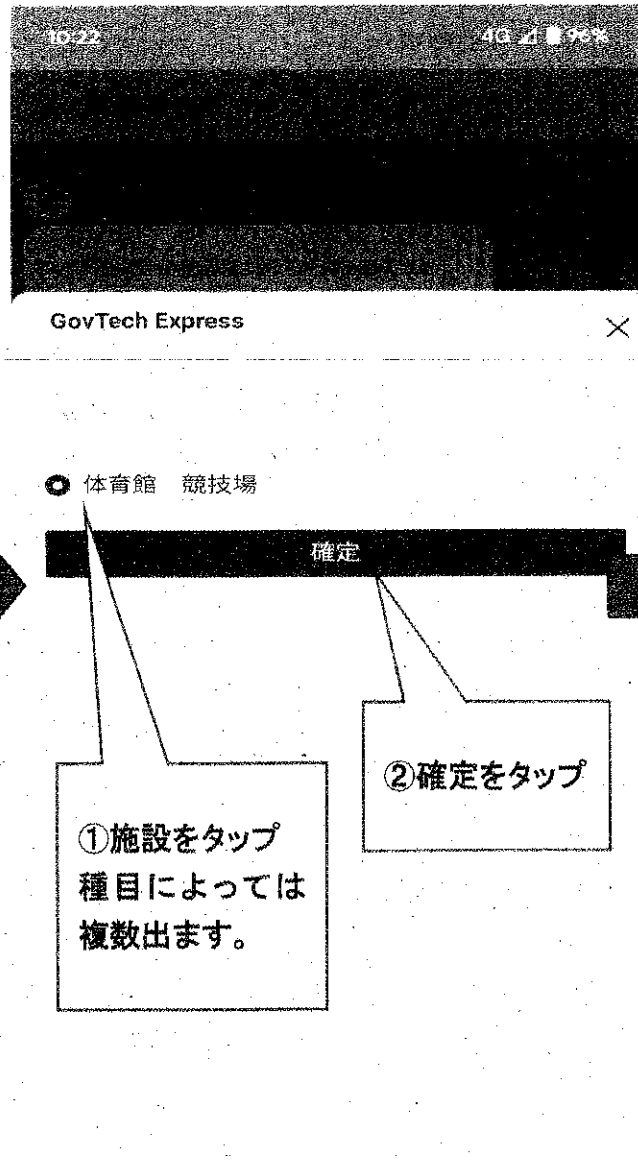 10:22 4G 96%
GovTech Express ×
体育館 競技場
確定
②確定をタップ
①施設をタップ
種目によっては
複数出ます。